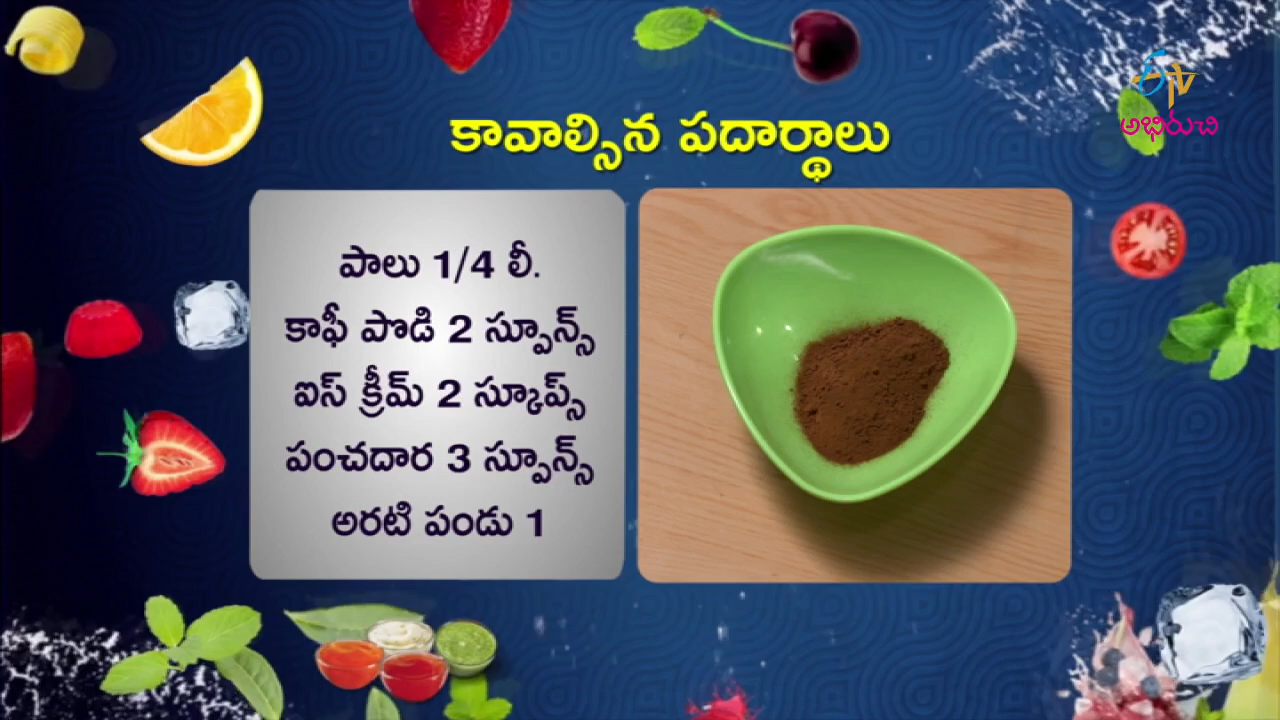 కావాల్సిన పదార్థాలు
etv
అభిరుచి
పాలు 1/4 లీ.
కాఫీ పొడి 2 స్పూన్స్
ఐస్ క్రీమ్ 2 స్కూప్స్
పంచదార 3 స్పూన్స్
అరటి పండు 1